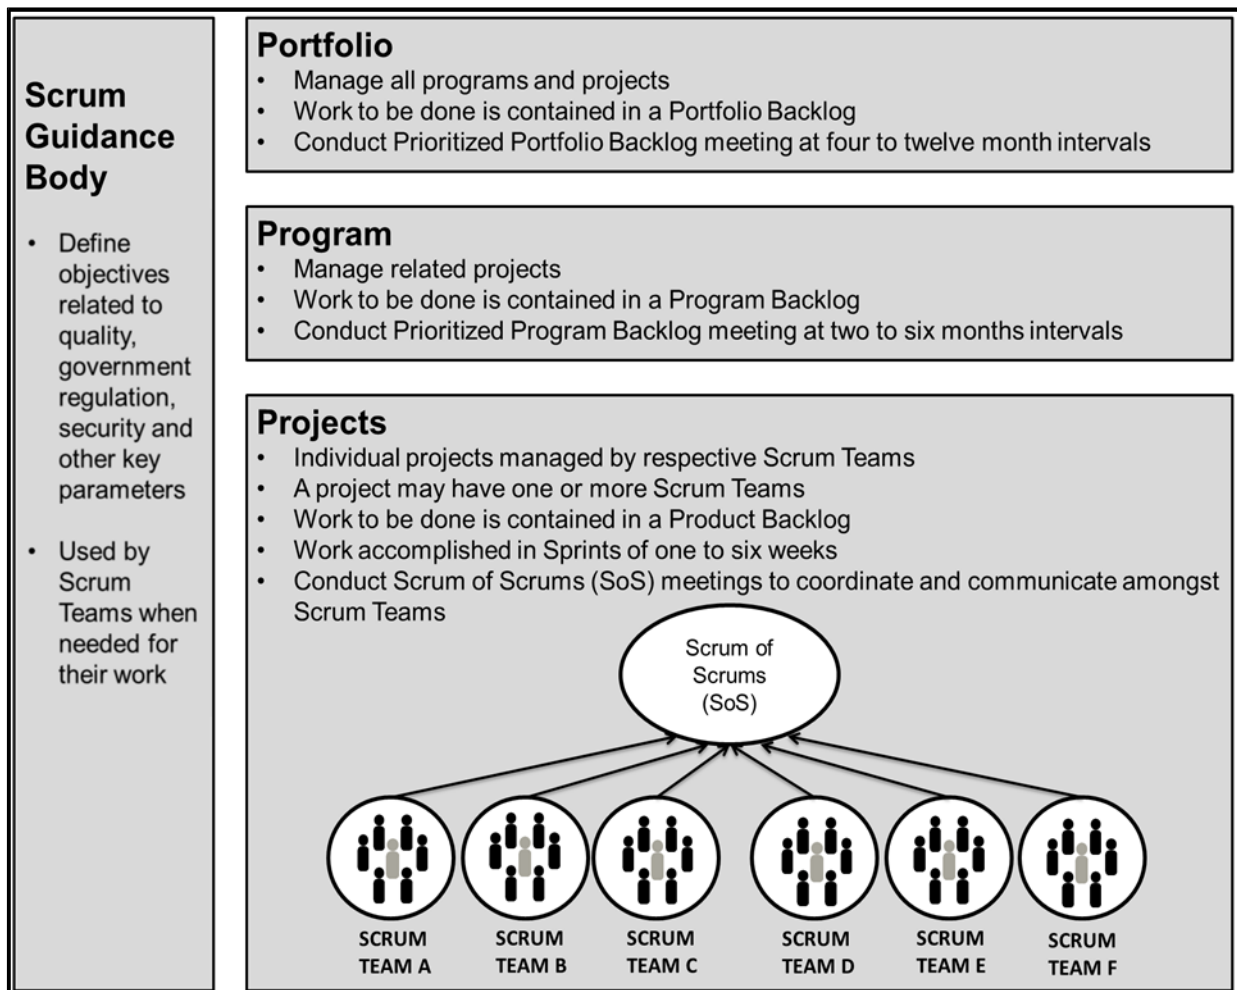 Scrum
Guidance
Body
• Define
objectives
related to
quality,
government
regulation,
security and
other key
parameters
• Used by
Scrum
Teams when
needed for
their work
Portfolio
• Manage all programs and projects
• Work to be done is contained in a Portfolio Backlog
• Conduct Prioritized Portfolio Backlog meeting at four to twelve month intervals
Program
• Manage related projects
• Work to be done is contained in a Program Backlog
• Conduct Prioritized Program Backlog meeting at two to six months intervals
Projects
• Individual projects managed by respective Scrum Teams
• A project may have one or more Scrum Teams
• Work to be done is contained in a Product Backlog
• Work accomplished in Sprints of one to six weeks
• Conduct Scrum of Scrums (SoS) meetings to coordinate and communicate amongst
Scrum Teams
Scrum of
Scrums
(SoS)
SCRUM
TEAM A
SCRUM
TEAM B
SCRUM
TEAM C
SCRUM
TEAM D
SCRUM
TEAM E
SCRUM
TEAM F